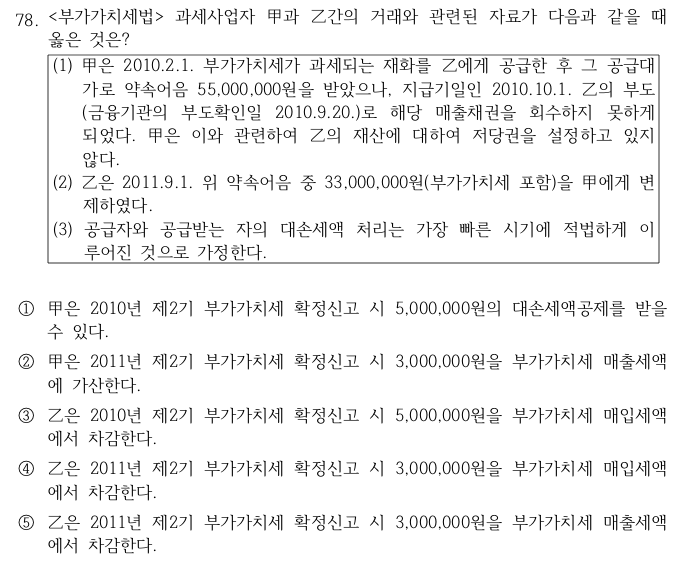 78. <부가가치세법> 과세사업자 甲과 乙간의 거래와 관련된 자료가 다음과 같을 때
옳은 것은?
(1) 甲은 2010.2.1. 부가가치세가 과세되는 재화를 乙에게 공급한 후 그 공급대
가로 약속어음 55,000,000원을 받았으나, 지급기일인 2010.10.1. 乙의 부도
(금융기관의 부도확인일 2010.9.20.)로 해당 매출채권을 회수하지 못하게
되었다. 甲은 이와 관련하여 乙의 재산에 대하여 저당권을 설정하고 있지
않다.
(2) 乙은 2011.9.1. 위 약속어음 중 33,000,000원(부가가치세 포함)을 甲에게 변
제하였다.
(3) 공급자와 공급받는 자의 대손세액 처리는 가장 빠른 시기에 적법하게 이
루어진 것으로 가정한다.
① 甲은 2010년 제2기 부가가치세 확정신고 시 5,000,000원의 대손세액공제를 받을
수 있다.
② 甲은 2011년 제2기 부가가치세 확정신고 시 3,000,000원을 부가가치세 매출세액
에 가산한다.
③ 乙은 2010년 제2기 부가가치세 확정신고 시 5,000,000원을 부가가치세 매입세액
에서 차감한다.
④ 乙은 2011년 제2기 부가가치세 확정신고 시 3,000,000원을 부가가치세 매입세액
에서 차감한다.
⑤ 乙은 2011년 제2기 부가가치세 확정신고 시 3,000,000원을 부가가치세 매출세액
에서 차감한다.